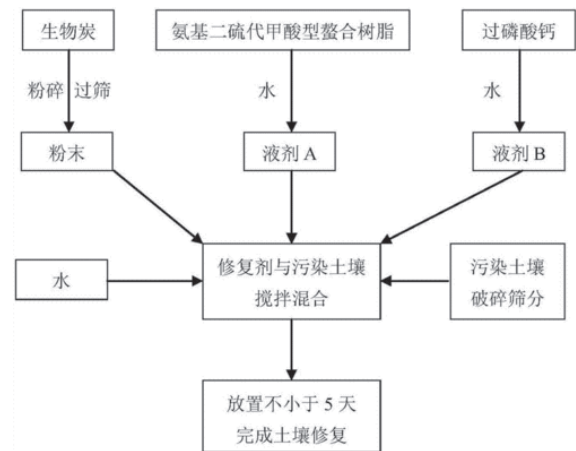 生物炭
氨基二硫代甲酸型螯合树脂
过磷酸钙
粉碎 过筛
水
水
粉末
液剂 A
液剂 B
水
修复剂与污染土壤
搅拌混合
污染土壤
破碎筛分
放置不小于 5 天
完成土壤修复